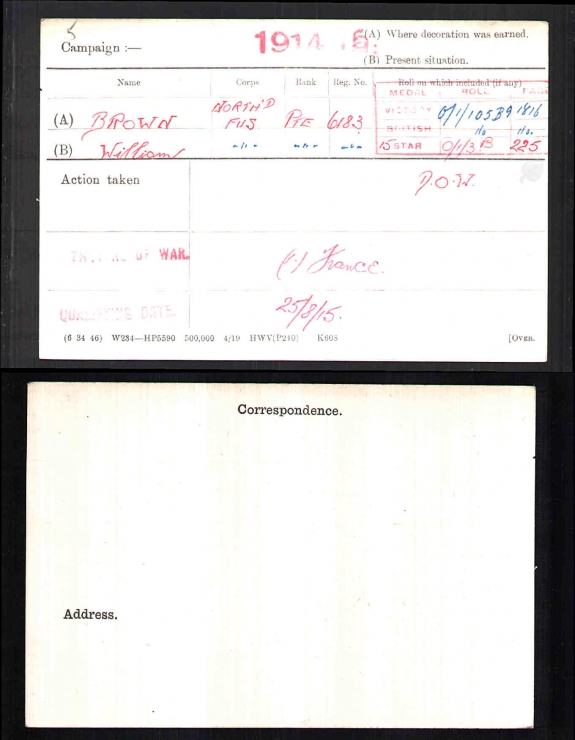 5
Campaign :—
1914 . 5.
(A) Where decoration was earned.
(B) Present situation.
Name Corps Rank Reg. No. Roll on which included (if any)
MEDAL ROLL PAGE
(A) BROWN NORTH'D FUS PTE 6183
VICTORY O/1/105B9 1816
BRITISH do do.
(B) William -"- -"- -"-
15 STAR O/1/3 B 225
Action taken D.O.W.
THEATRE OF WAR. (1) France.
QUALIFYING DATE. 25/8/15.
(6 34 46) W234—HP5590 500,000 4/19 HWV(P240) K608 [OVER.
Correspondence.
Address.